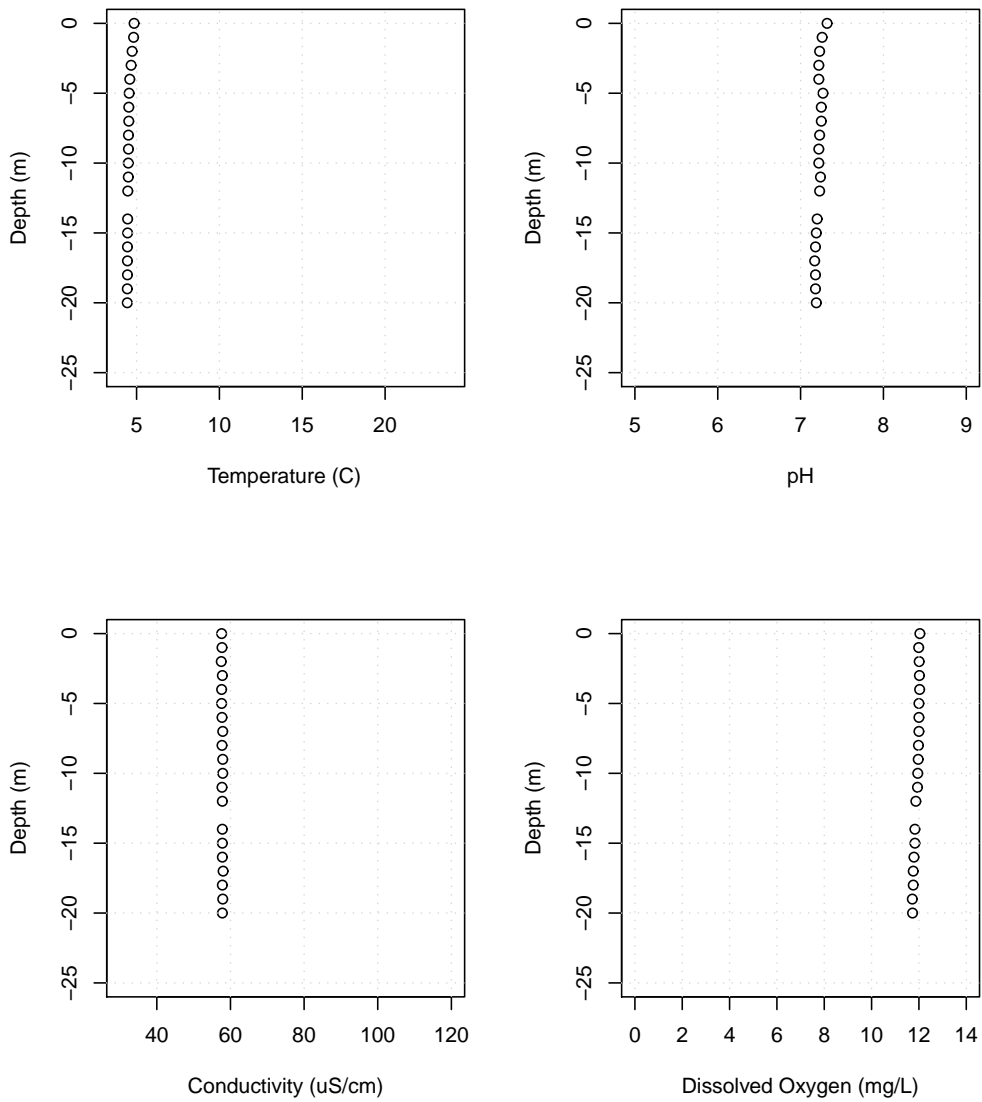 0
−5
−10
−15
−20
−25
Depth (m)
5 10 15 20
Temperature (C)
0
−5
−10
−15
−20
−25
Depth (m)
5 6 7 8 9
pH
0
−5
−10
−15
−20
−25
Depth (m)
40 60 80 100 120
Conductivity (uS/cm)
0
−5
−10
−15
−20
−25
Depth (m)
0 2 4 6 8 10 12 14
Dissolved Oxygen (mg/L)